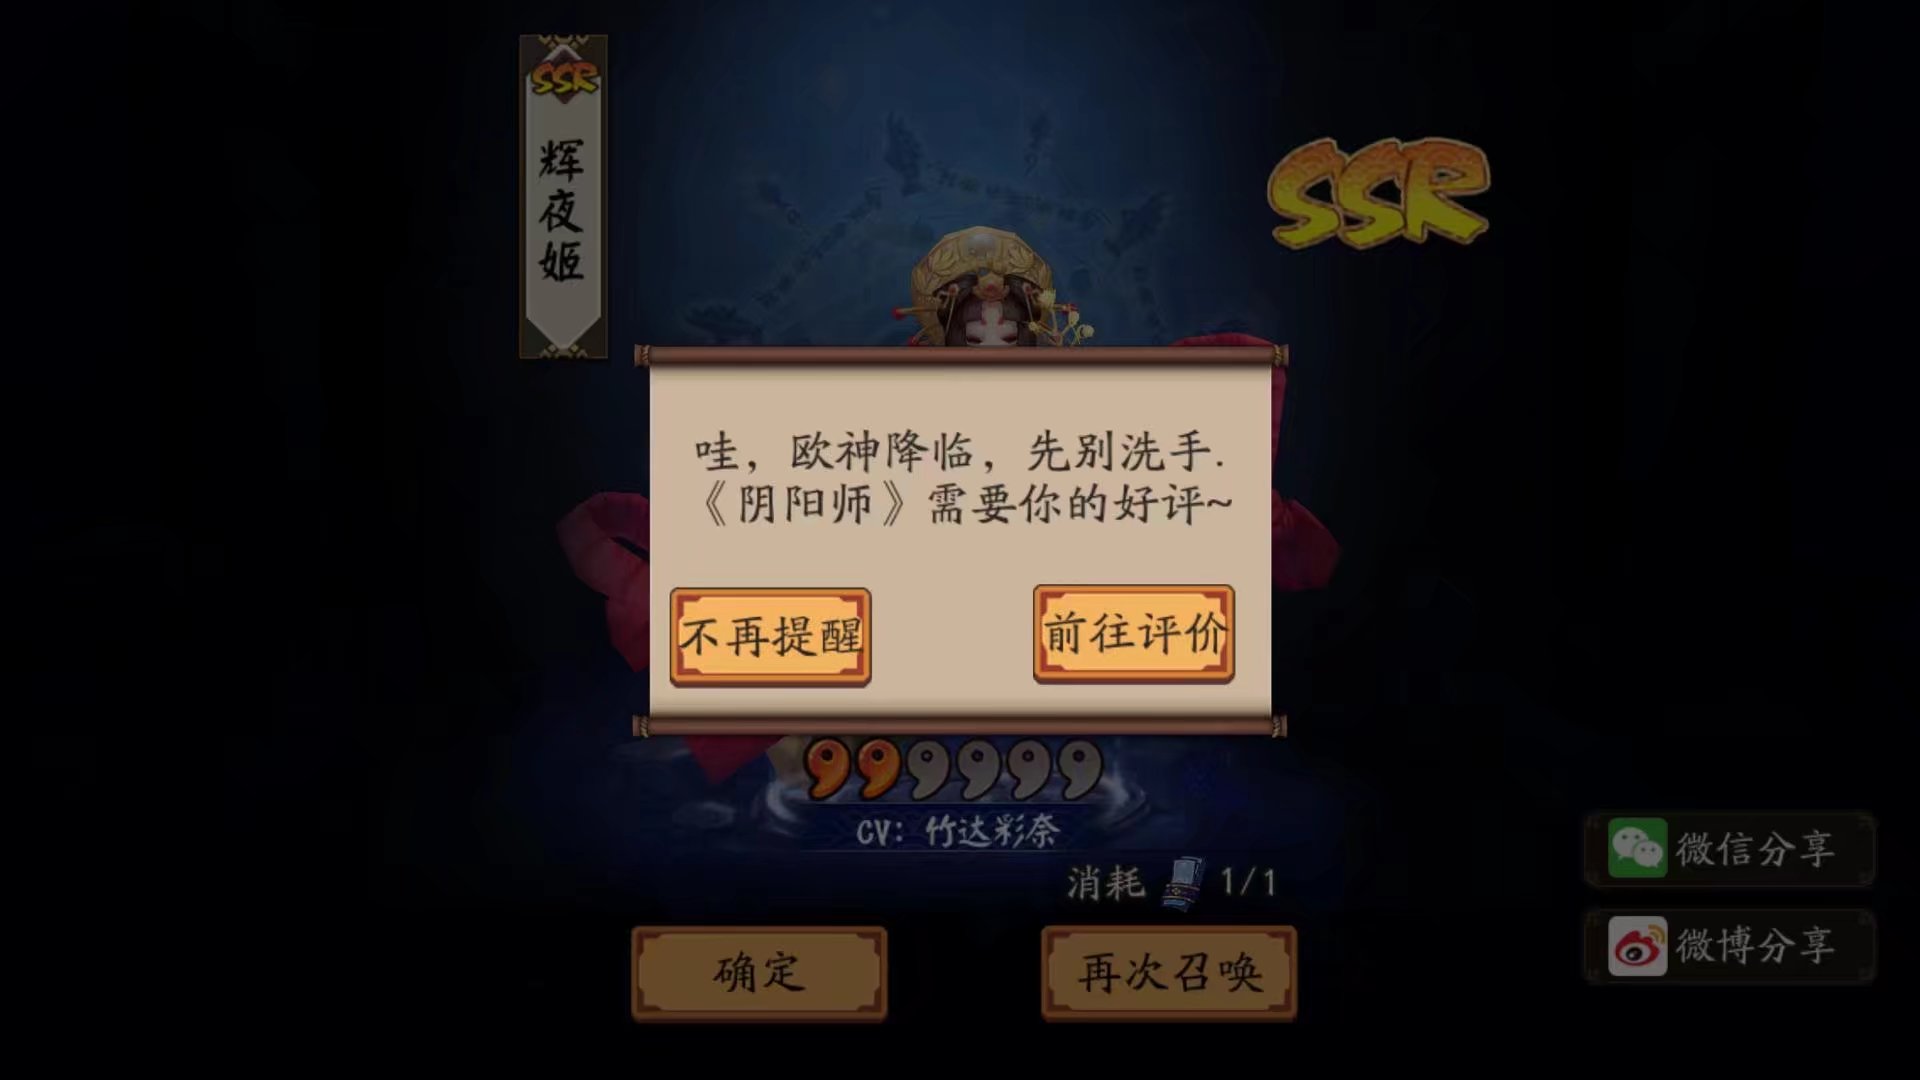 SSR
辉夜姬
SSR
哇，欧神降临，先别洗手.
《阴阳师》需要你的好评~
不再提醒
前往评价
CV：竹达彩奈
消耗 1/1
确定
再次召唤
微信分享
微博分享